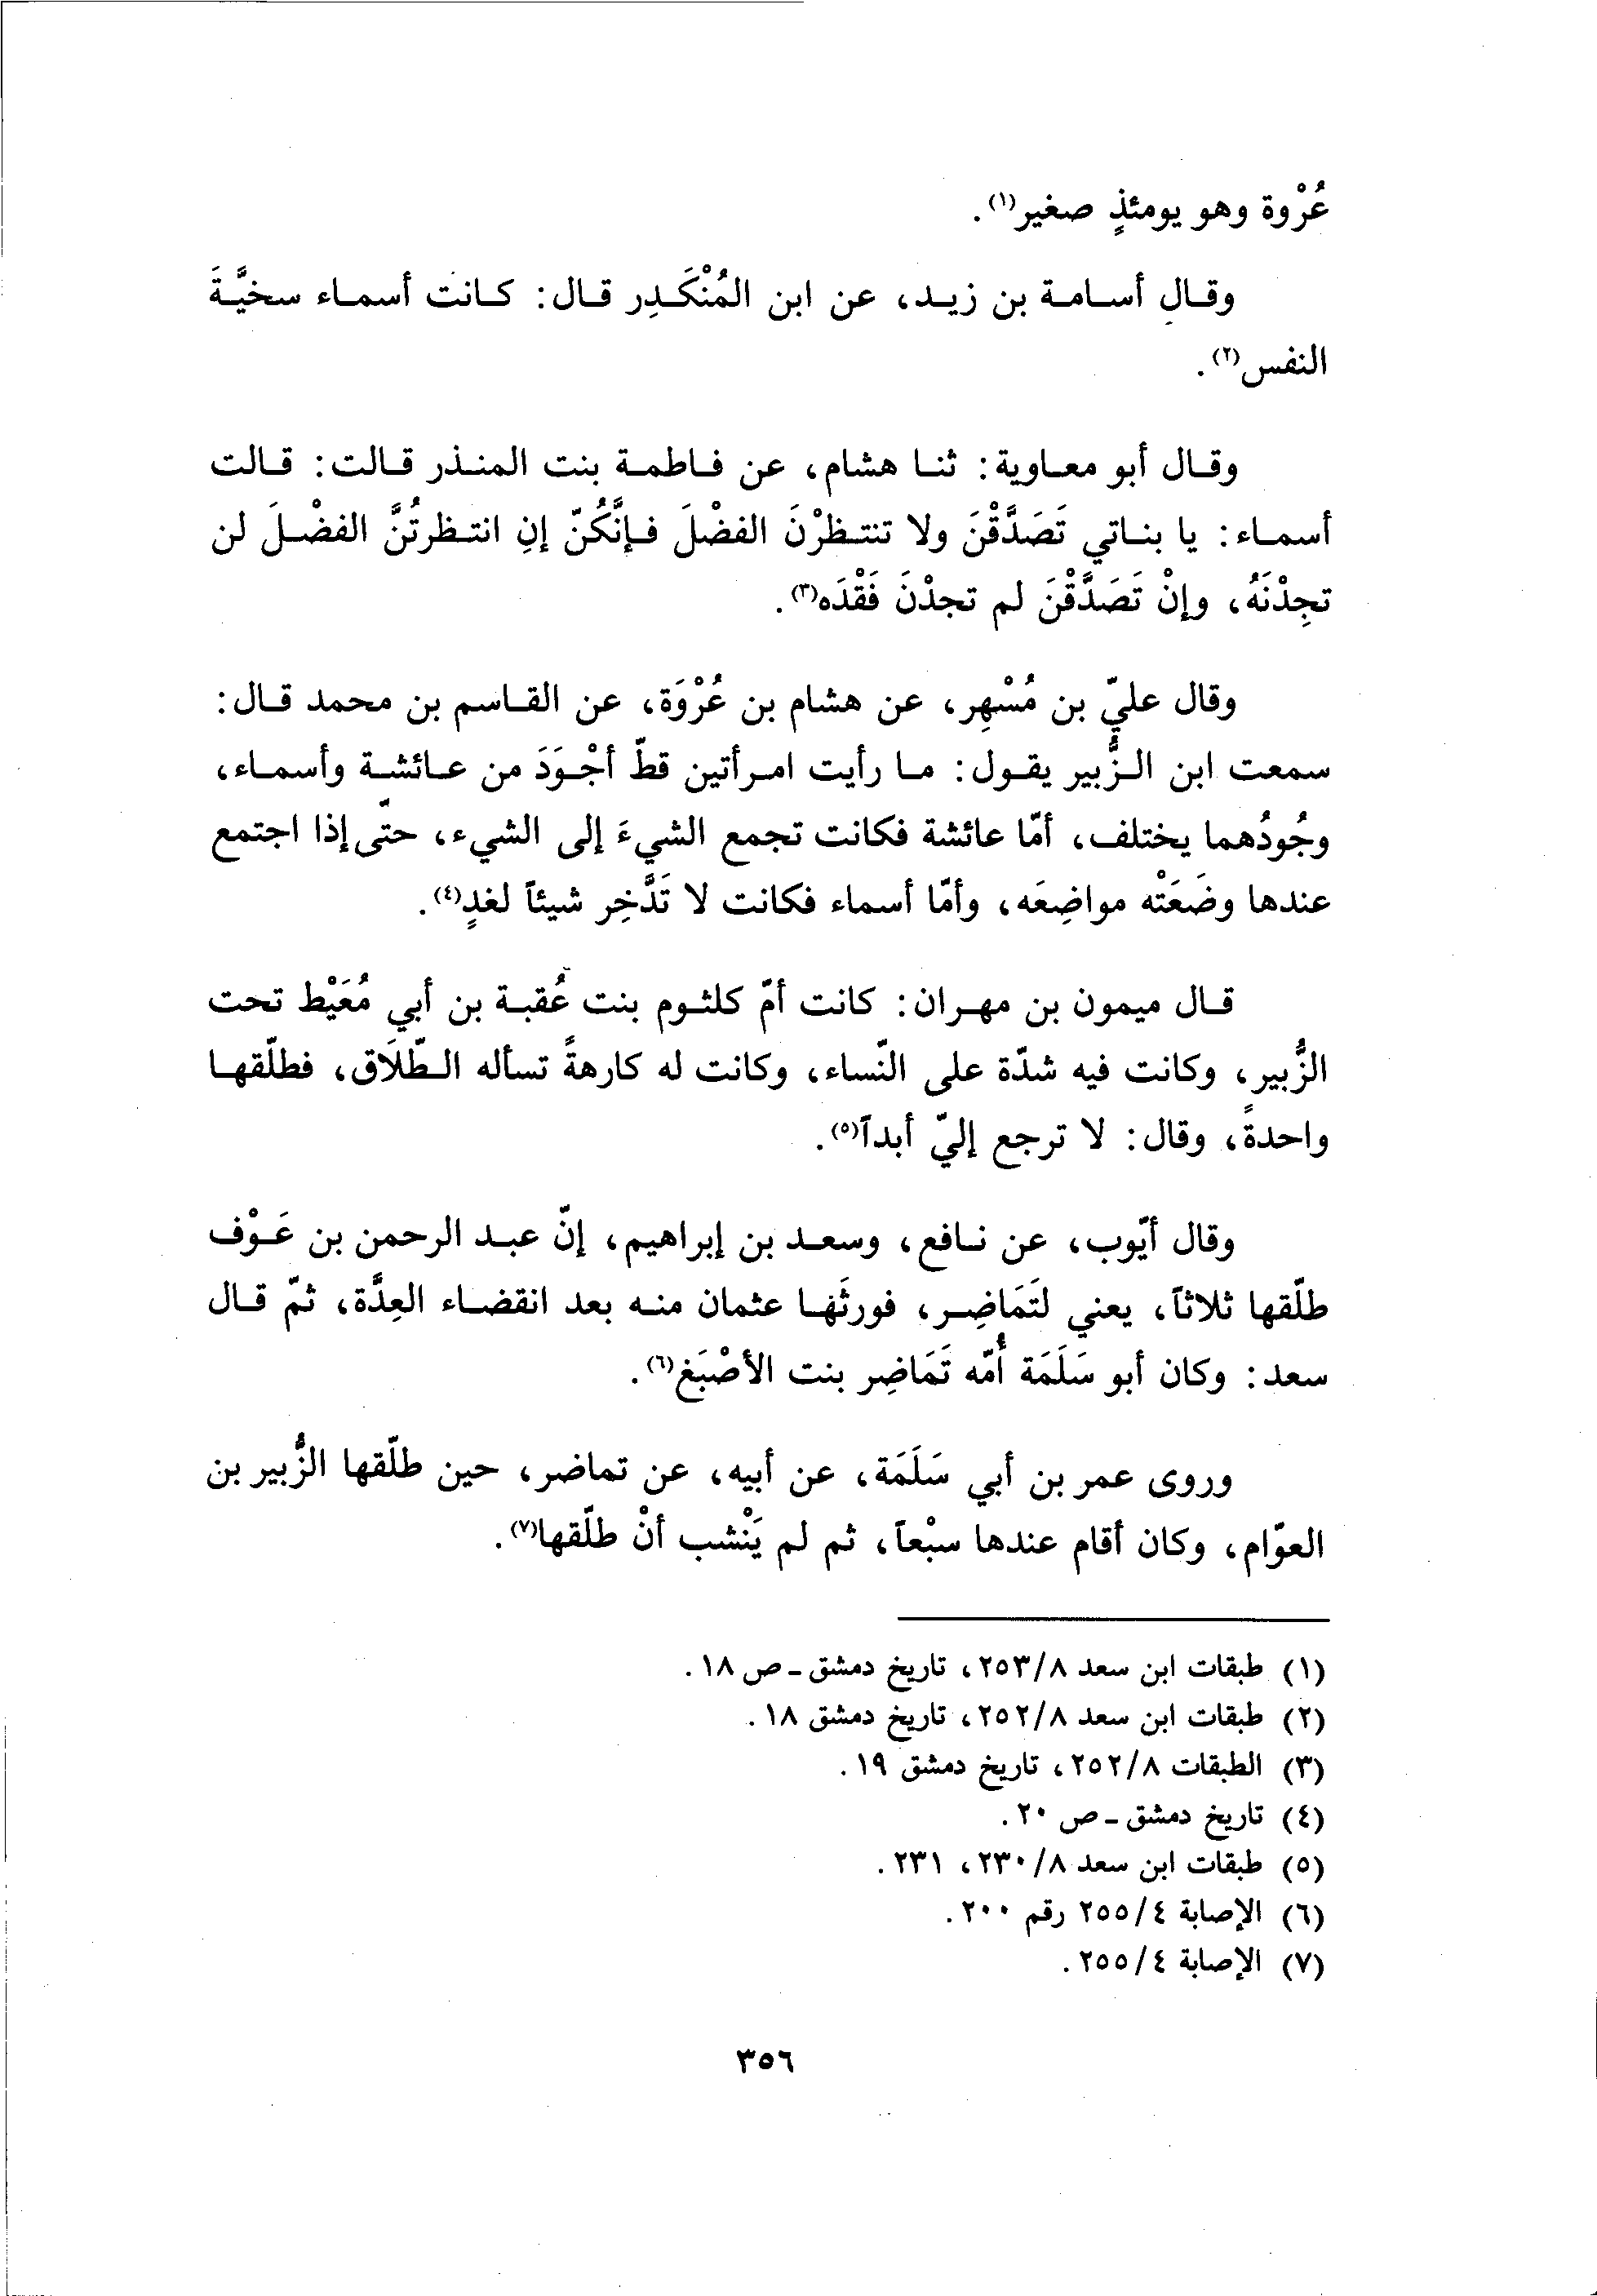 عُرْوة وهو يومئذٍ صغير(١).
وقال أسامة بن زيد، عن ابن المُنْكَدِر قال: كانت أسماء سخيَّةَ
النفس(٢).
وقال أبو معاوية: ثنا هشام، عن فاطمة بنت المنذر قالت: قالت
أسماء: يا بناتي تَصَدَّقْنَ ولا تنتظرْنَ الفضْلَ فإنَّكُنّ إنِ انتظرتُنَّ الفضْلَ لن
تجِدْنَهُ، وإنْ تَصَدَّقْنَ لم تجدْنَ فَقْدَه(٣).
وقال عليّ بن مُسْهِر، عن هشام بن عُرْوَة، عن القاسم بن محمد قال:
سمعت ابن الزُّبير يقول: ما رأيت امرأتين قطّ أجْوَدَ من عائشة وأسماء،
وجُودُهما يختلف، أمّا عائشة فكانت تجمع الشيءَ إلى الشيء، حتّى إذا اجتمع
عندها وضَعَتْه مواضِعَه، وأمّا أسماء فكانت لا تَدَّخِر شيئاً لغدٍ(٤).
قال ميمون بن مهران: كانت أمّ كلثوم بنت عُقبة بن أبي مُعَيْط تحت
الزُّبير، وكانت فيه شدّة على النّساء، وكانت له كارهةً تسأله الطّلَاق، فطلّقها
واحدةً، وقال: لا ترجع إليّ أبداً(٥).
وقال أيّوب، عن نافع، وسعد بن إبراهيم، إنّ عبد الرحمن بن عَوْف
طلّقها ثلاثاً، يعني لتَمَاضِر، فورثَها عثمان منه بعد انقضاء العِدَّة، ثمّ قال
سعد: وكان أبو سَلَمَة أُمّه تَمَاضِر بنت الأصْبَغ(٦).
وروى عمر بن أبي سَلَمَة، عن أبيه، عن تماضر، حين طلّقها الزُّبير بن
العوّام، وكان أقام عندها سبْعاً، ثم لم يَنْشب أنْ طلّقها(٧).
(١) طبقات ابن سعد ٨/٢٥٣، تاريخ دمشق ـ ص ١٨.
(٢) طبقات ابن سعد ٨/٢٥٢، تاريخ دمشق ١٨.
(٣) الطبقات ٨/٢٥٢، تاريخ دمشق ١٩.
(٤) تاريخ دمشق ـ ص ٢٠.
(٥) طبقات ابن سعد ٨/٢٣٠، ٢٣١.
(٦) الإصابة ٤/٢٥٥ رقم ٢٠٠.
(٧) الإصابة ٤/٢٥٥.
٣٥٦